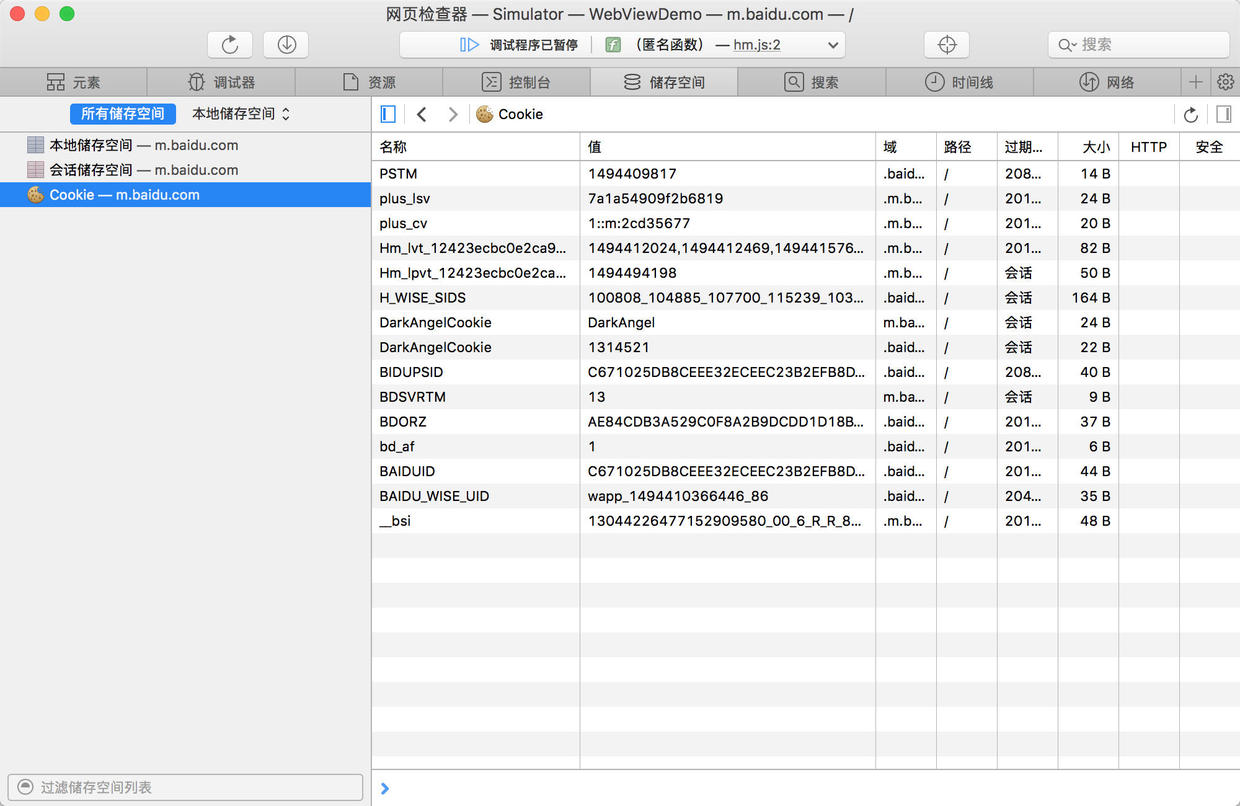 网页检查器 — Simulator — WebViewDemo — m.baidu.com — /
调试程序已暂停 f (匿名函数) — hm.js:2 搜索
元素 调试器 资源 控制台 储存空间 搜索 时间线 网络
所有储存空间 本地储存空间 Cookie
本地储存空间 — m.baidu.com
会话储存空间 — m.baidu.com
Cookie — m.baidu.com
名称 值 域 路径 过期... 大小 HTTP 安全
PSTM 1494409817 .baid... / 208... 14 B
plus_lsv 7a1a54909f2b6819 .m.b... / 201... 24 B
plus_cv 1::m:2cd35677 .m.b... / 201... 20 B
Hm_lvt_12423ecbc0e2ca9... 1494412024,1494412469,149441576... .m.b... / 201... 82 B
Hm_lpvt_12423ecbc0e2ca... 1494494198 .m.b... / 会话 50 B
H_WISE_SIDS 100808_104885_107700_115239_103... .baid... / 会话 164 B
DarkAngelCookie DarkAngel m.ba... / 会话 24 B
DarkAngelCookie 1314521 .baid... / 会话 22 B
BIDUPSID C671025DB8CEEE32ECEEC23B2EFB8D... .baid... / 208... 40 B
BDSVRTM 13 m.ba... / 会话 9 B
BDORZ AE84CDB3A529C0F8A2B9DCDD1D18B... .baid... / 201... 37 B
bd_af 1 .baid... / 201... 6 B
BAIDUID C671025DB8CEEE32ECEEC23B2EFB8D... .baid... / 201... 44 B
BAIDU_WISE_UID wapp_1494410366446_86 .baid... / 204... 35 B
__bsi 13044226477152909580_00_6_R_R_8... .m.b... / 201... 48 B
过滤储存空间列表